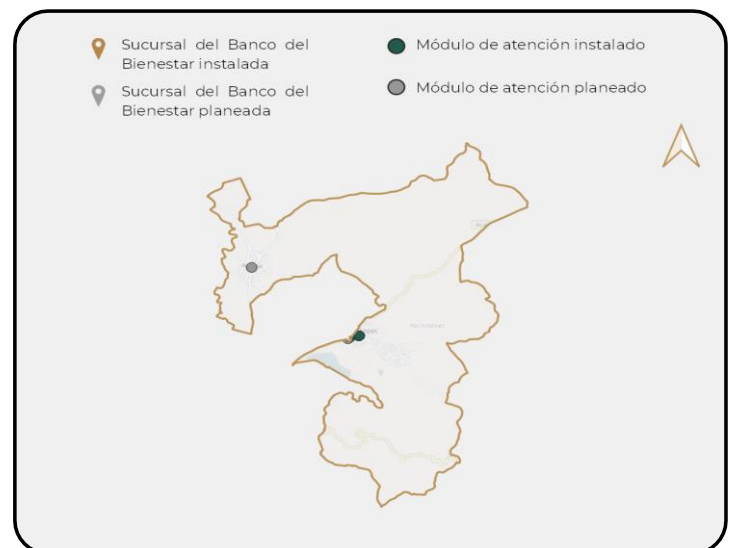 Sucursal del Banco del
Bienestar instalada
Sucursal del Banco del
Bienestar planeada
Módulo de atención instalado
Módulo de atención planeado